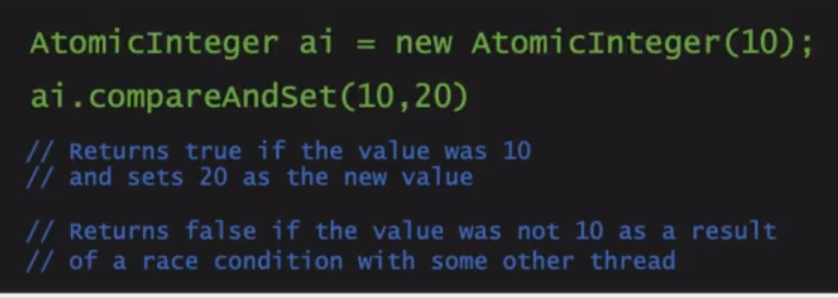 AtomicInteger ai = new AtomicInteger(10);
ai.compareAndSet(10,20)
// Returns true if the value was 10
// and sets 20 as the new value
// Returns false if the value was not 10 as a result
// of a race condition with some other thread